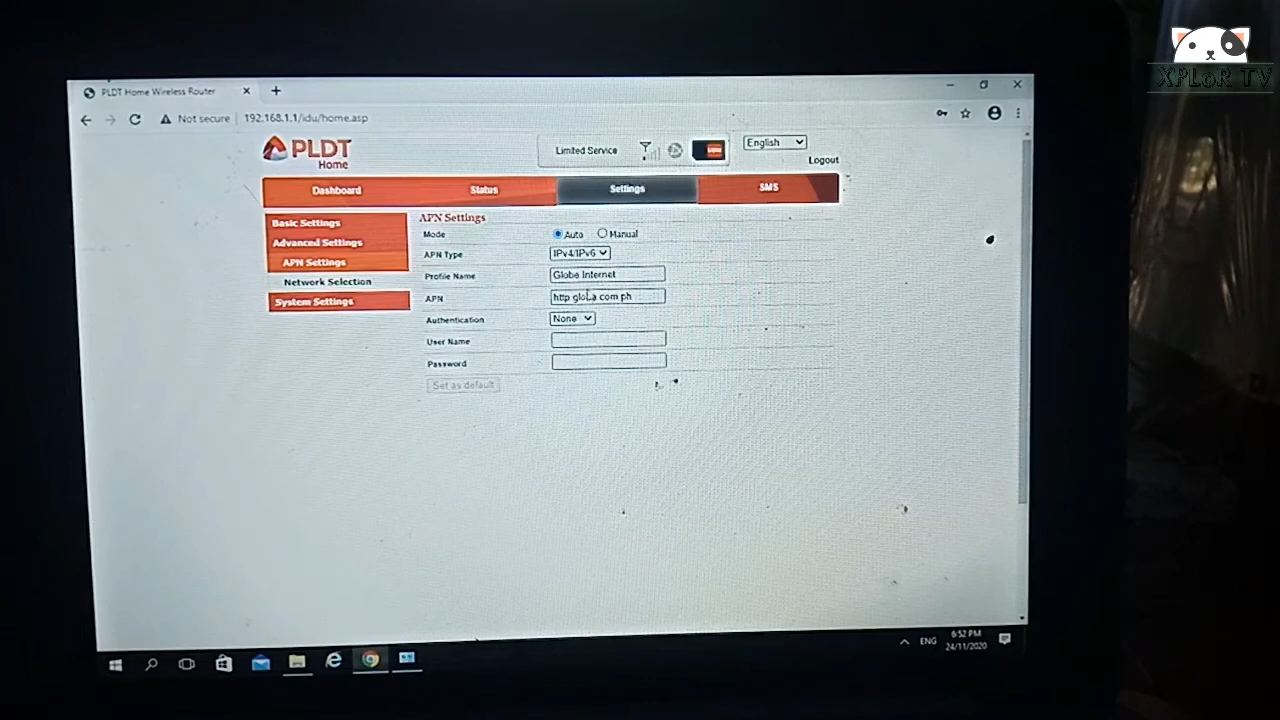 XPLoR TV
PLDT Home Wireless Router
Not secure 192.168.1.1/idu/home.asp
PLDT
Home
Limited Service
English
Logout
Dashboard
Status
Settings
SMS
Basic Settings
Advanced Settings
APN Settings
Network Selection
System Settings
APN Settings
Mode Auto Manual
APN Type IPv4/IPv6
Profile Name Globe Internet
APN http com ph
Authentication None
User Name
Password
Set as default
ENG
6:52 PM
24/11/2020